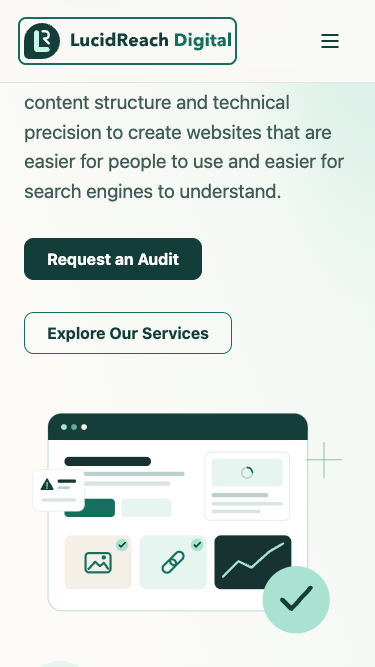 LucidReach Digital
content structure and technical
precision to create websites that are
easier for people to use and easier for
search engines to understand.
Request an Audit
Explore Our Services